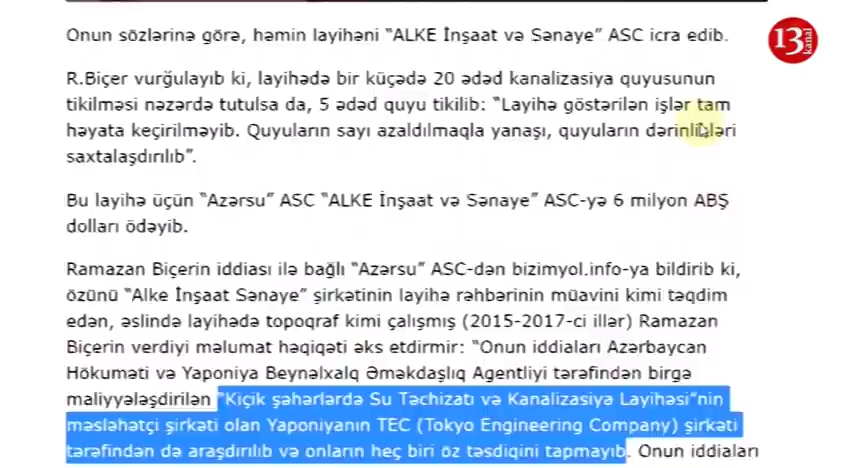 Onun sözlərinə görə, həmin layihəni “ALKE İnşaat və Sənaye” ASC icra edib.
13
kanal
R.Biçer vurğulayıb ki, layihədə bir küçədə 20 ədəd kanalizasiya quyusunun
tikilməsi nəzərdə tutulsa da, 5 ədəd quyu tikilib: “Layihə göstərilən işlər tam
həyata keçirilməyib. Quyuların sayı azaldılmaqla yanaşı, quyuların dərinlikləri
saxtalaşdırılıb”.
Bu layihə üçün “Azərsu” ASC “ALKE İnşaat və Sənaye” ASC-yə 6 milyon ABŞ
dolları ödəyib.
Ramazan Biçerin iddiası ilə bağlı “Azərsu” ASC-dən bizimyol.info-ya bildirib ki,
özünü “Alke İnşaat Sənaye” şirkətinin layihə rəhbərinin müavini kimi təqdim
edən, əslində layihədə topoqraf kimi çalışmış (2015-2017-ci illər) Ramazan
Biçerin verdiyi məlumat həqiqəti əks etdirmir: “Onun iddiaları Azərbaycan
Hökuməti və Yaponiya Beynəlxalq Əməkdaşlıq Agentliyi tərəfindən birgə
maliyyələşdirilən “Kiçik şəhərlərdə Su Təchizatı və Kanalizasiya Layihəsi”nin
məsləhətçi şirkəti olan Yaponiyanın TEC (Tokyo Engineering Company) şirkəti
tərəfindən də araşdırılıb və onların heç biri öz təsdiqini tapmayıb. Onun iddiaları